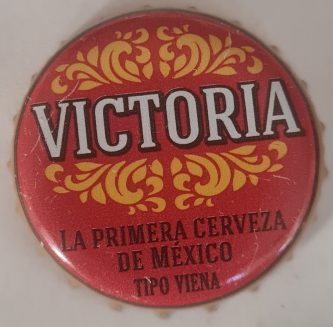 VICTORIA
LA PRIMERA CERVEZA
DE MÉXICO
TIPO VIENA